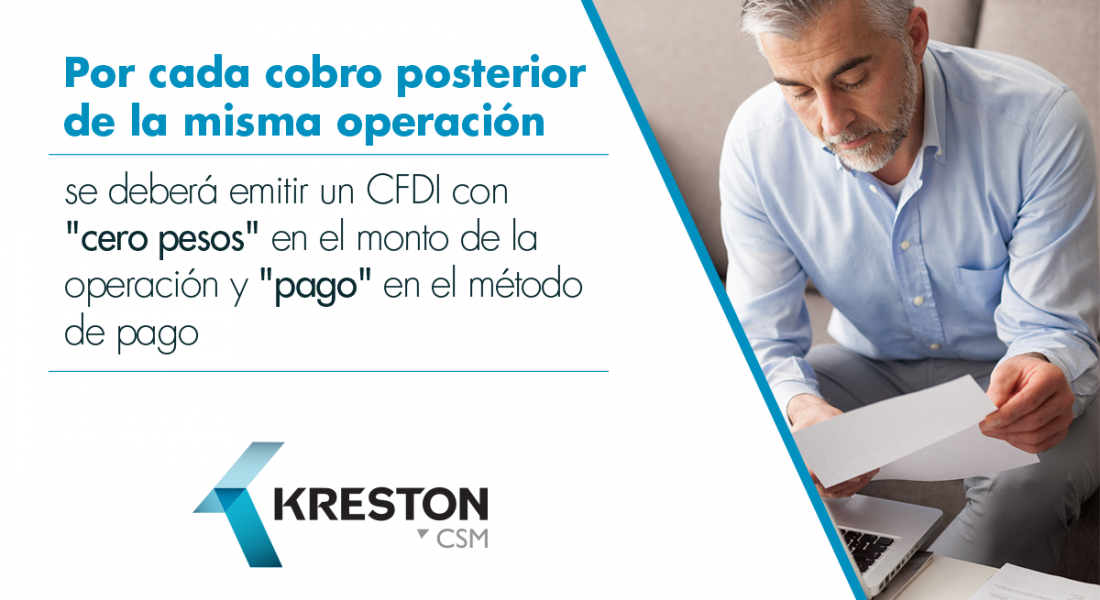 Por cada cobro posterior
de la misma operación
se deberá emitir un CFDI con
"cero pesos" en el monto de la
operación y "pago" en el método
de pago
KRESTON
CSM